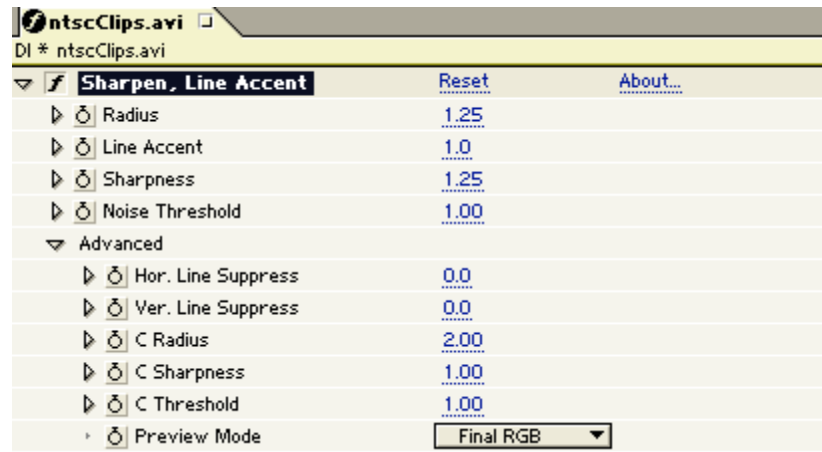 ntscClips.avi
DI * ntscClips.avi
Sharpen, Line Accent Reset About...
Radius 1.25
Line Accent 1.0
Sharpness 1.25
Noise Threshold 1.00
Advanced
Hor. Line Suppress 0.0
Ver. Line Suppress 0.0
C Radius 2.00
C Sharpness 1.00
C Threshold 1.00
Preview Mode Final RGB